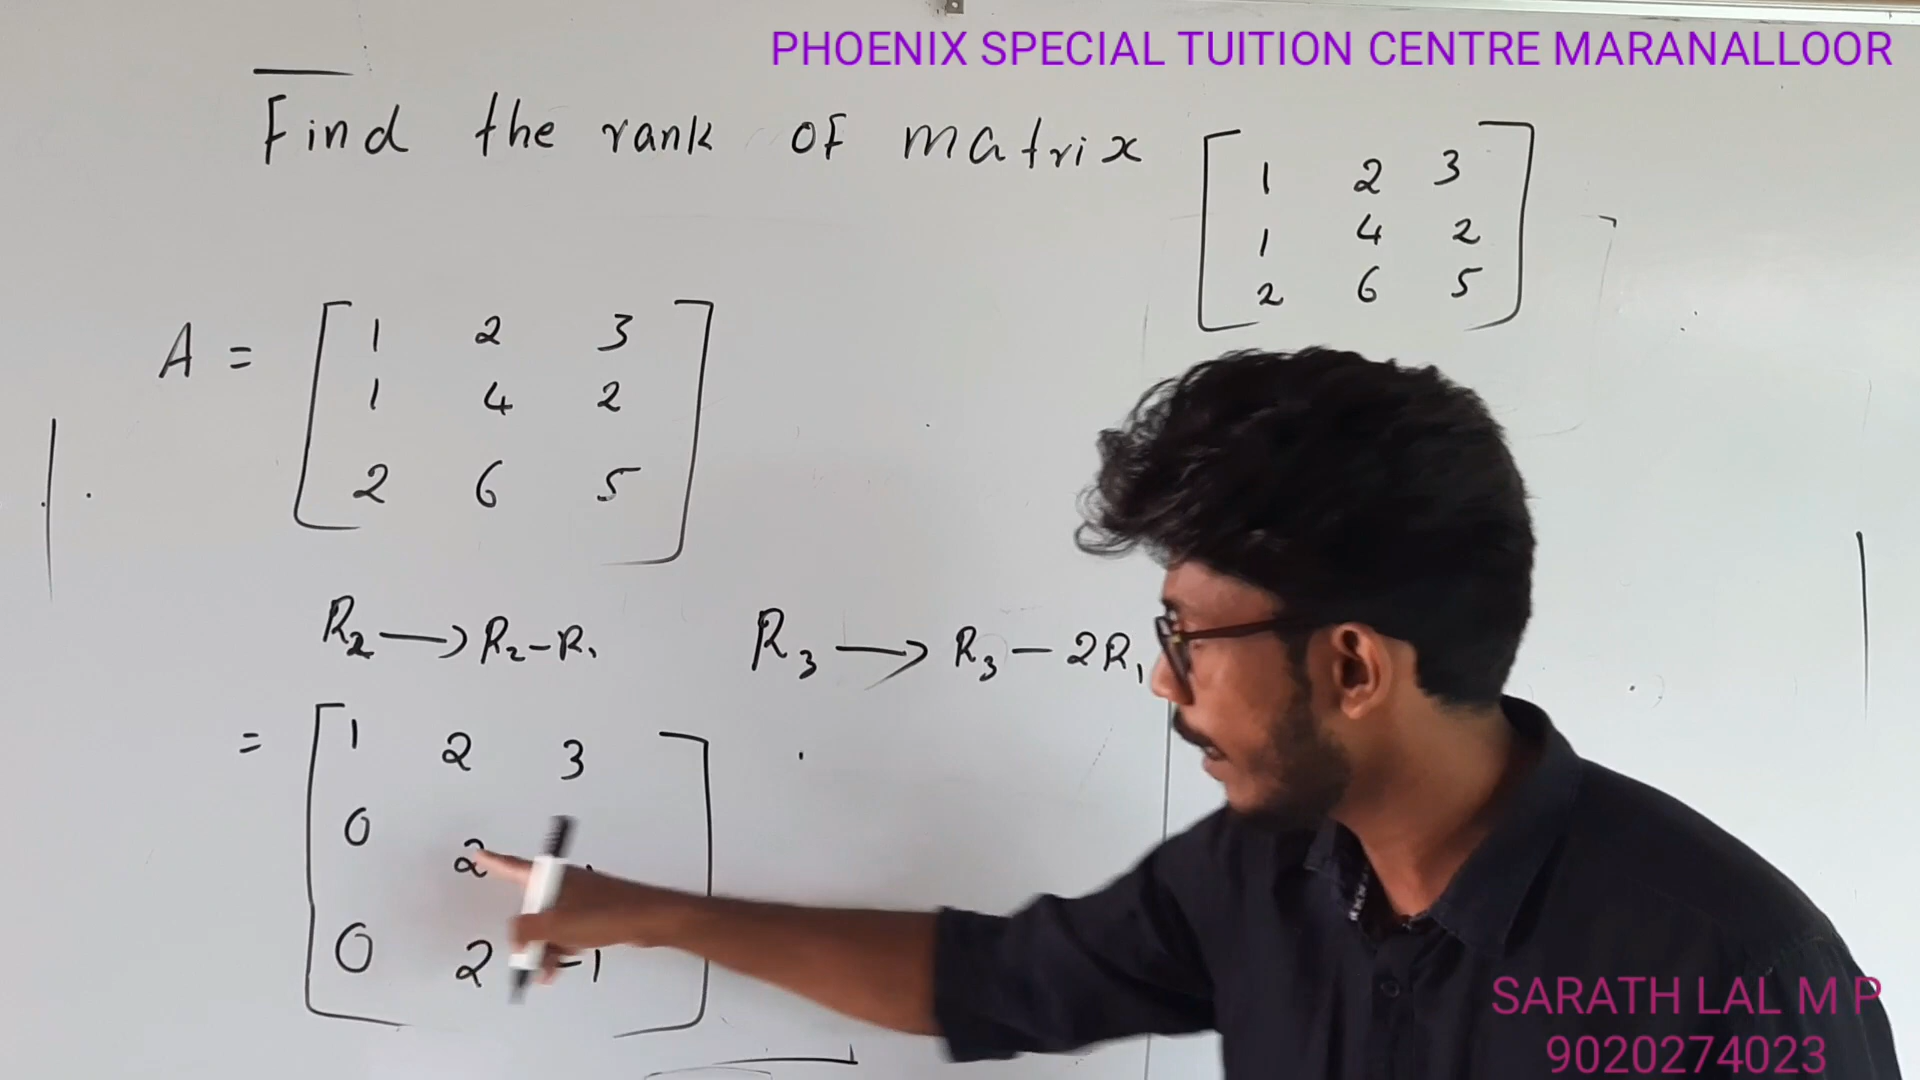 PHOENIX SPECIAL TUITION CENTRE MARANALLOOR
Find the rank of matrix
1 2 3
1 4 2
2 6 5
A =
1 2 3
1 4 2
2 6 5
R2 → R2 - R1 R3 → R3 - 2R1
=
1 2 3
0 2
0 2 -1
SARATH LAL M P
9020274023